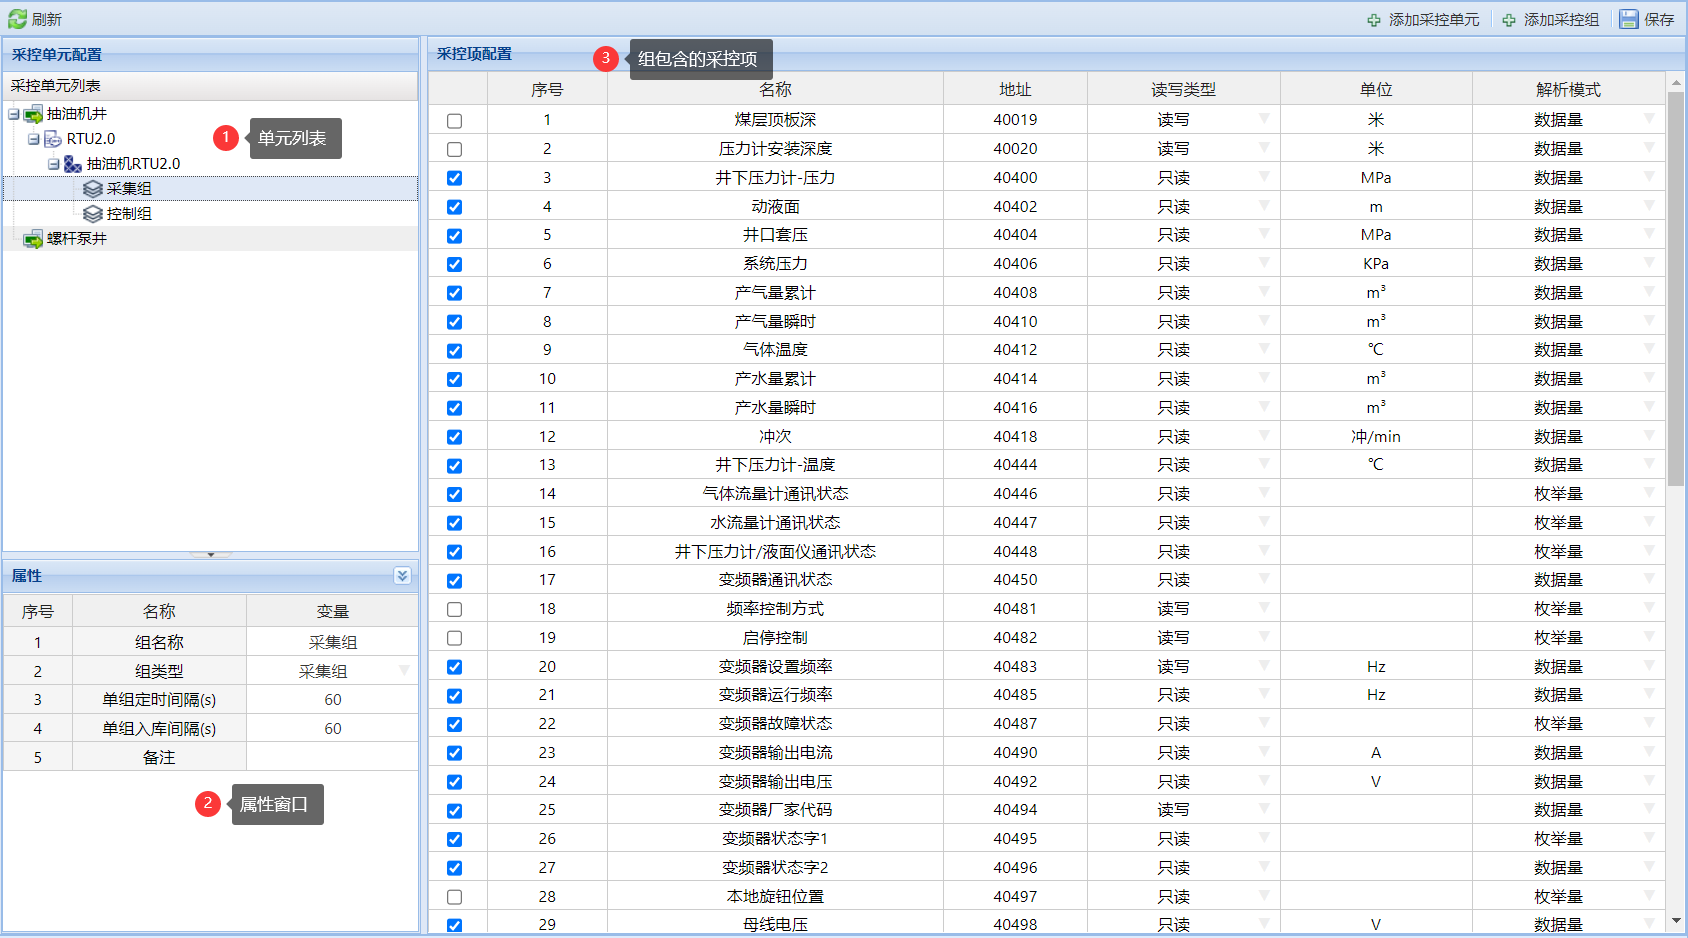 刷新 添加采控单元 添加采控组 保存
采控单元配置
采控单元列表
抽油机井
RTU2.0
抽油机RTU2.0
采集组
控制组
螺杆泵井
1 单元列表
属性
序号 名称 变量
1 组名称 采集组
2 组类型 采集组
3 单组定时间隔(s) 60
4 单组入库间隔(s) 60
5 备注
2 属性窗口
采控项配置
3 组包含的采控项
序号 名称 地址 读写类型 单位 解析模式
1 煤层顶板深 40019 读写 米 数据量
2 压力计安装深度 40020 读写 米 数据量
3 井下压力计-压力 40400 只读 MPa 数据量
4 动液面 40402 只读 m 数据量
5 井口套压 40404 只读 MPa 数据量
6 系统压力 40406 只读 KPa 数据量
7 产气量累计 40408 只读 m³ 数据量
8 产气量瞬时 40410 只读 m³ 数据量
9 气体温度 40412 只读 ℃ 数据量
10 产水量累计 40414 只读 m³ 数据量
11 产水量瞬时 40416 只读 m³ 数据量
12 冲次 40418 只读 冲/min 数据量
13 井下压力计-温度 40444 只读 ℃ 数据量
14 气体流量计通讯状态 40446 只读 枚举量
15 水流量计通讯状态 40447 只读 枚举量
16 井下压力计/液面仪通讯状态 40448 只读 枚举量
17 变频器通讯状态 40450 只读 数据量
18 频率控制方式 40481 读写 枚举量
19 启停控制 40482 读写 枚举量
20 变频器设置频率 40483 读写 Hz 数据量
21 变频器运行频率 40485 只读 Hz 数据量
22 变频器故障状态 40487 只读 枚举量
23 变频器输出电流 40490 只读 A 数据量
24 变频器输出电压 40492 只读 V 数据量
25 变频器厂家代码 40494 读写 数据量
26 变频器状态字1 40495 只读 枚举量
27 变频器状态字2 40496 只读 数据量
28 本地旋钮位置 40497 只读 枚举量
29 母线电压 40498 只读 V 数据量